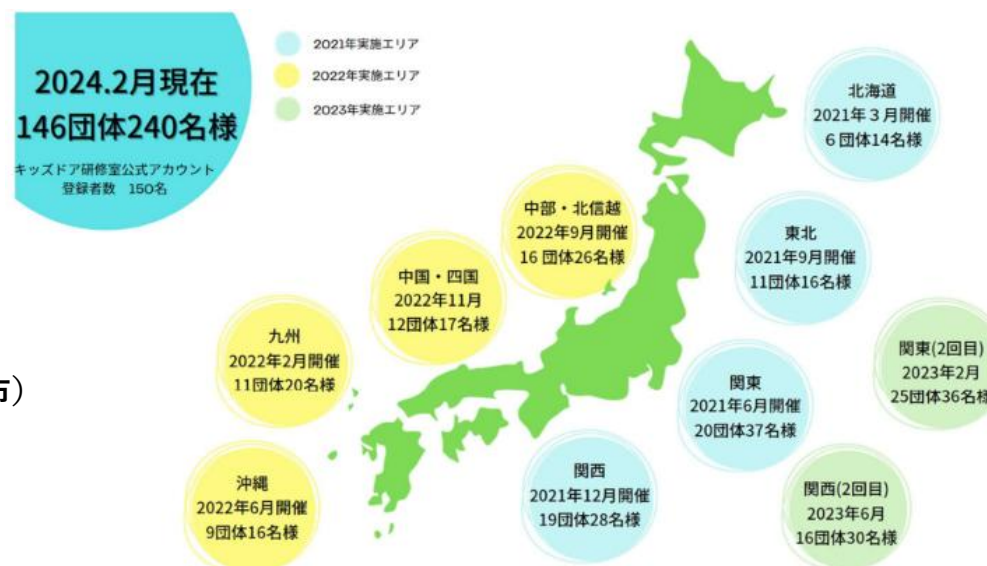 2024.2月現在
146団体240名様
キッズドア研修室公式アカウント
登録者数 150名
2021年実施エリア
2022年実施エリア
2023年実施エリア
北海道
2021年3月開催
6団体14名様
中部・北信越
2022年9月開催
16 団体26名様
東北
2021年9月開催
11団体16名様
中国・四国
2022年11月
12団体17名様
九州
2022年2月開催
11団体20名様
関東(2回目)
2023年2月
25団体36名様
関東
2021年6月開催
20団体37名様
市)
沖縄
2022年6月開催
9団体16名様
関西
2021年12月開催
19団体28名様
関西(2回目)
2023年6月
16団体30名様